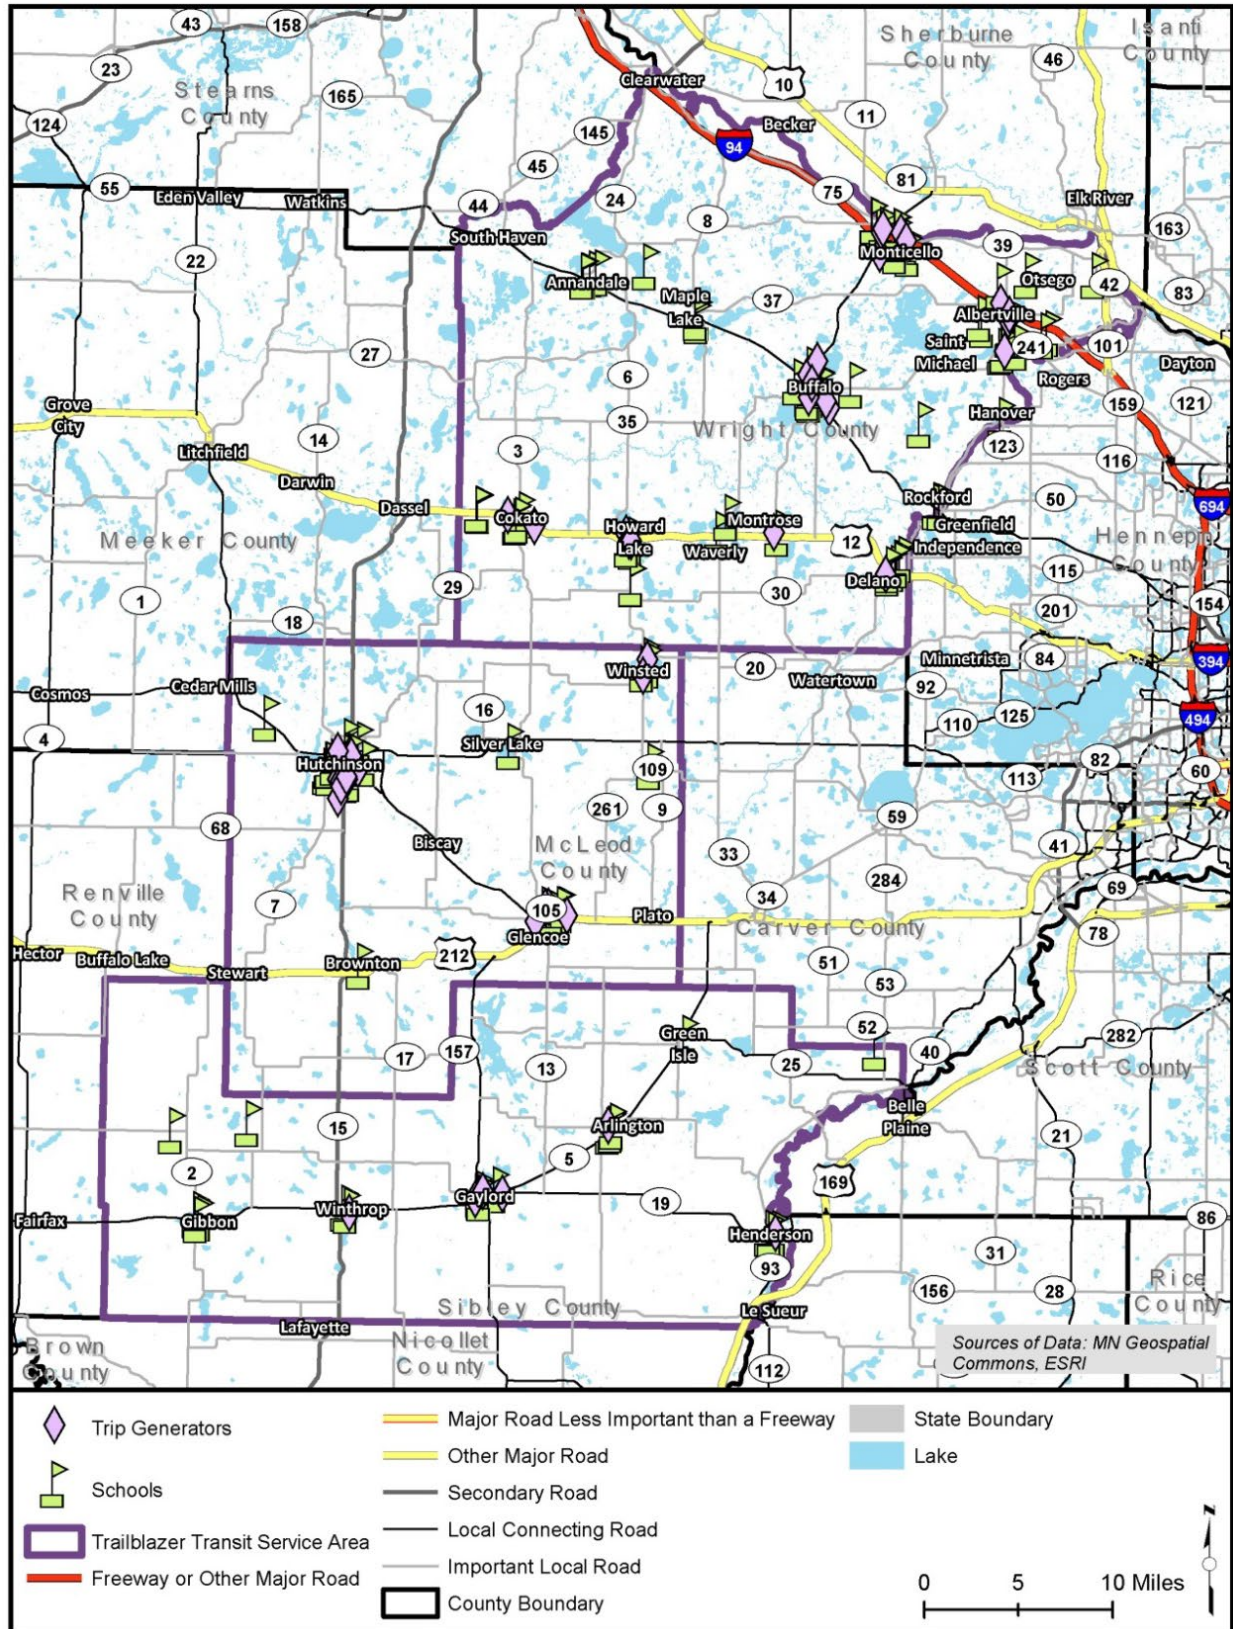 43
158
Sherburne
County
Isanti
County
23
Stearns
County
165
Clearwater
10
46
124
145
Becker
11
94
45
55
Eden Valley
Watkins
44
24
75
81
Elk River
8
South Haven
163
22
39
Monticello
Annandale
Otsego
42
83
Maple
Lake
37
Albertville
Saint
Michael
241
101
Dayton
27
6
Buffalo
Rogers
Grove
City
35
Wright County
Hanover
159
121
14
3
123
116
Litchfield
Darwin
Dassel
Cokato
Rockford
50
694
Howard
Lake
Montrose
Greenfield
Meeker County
Waverly
12
Independence
Hennepin
County
Delano
115
29
30
1
201
154
18
Winsted
20
Minnetrista
84
394
Cosmos
Cedar Mills
Watertown
92
16
110
125
494
4
Silver Lake
Hutchinson
109
82
60
113
261
9
68
59
Biscay
McLeod
County
33
41
Renville
County
284
34
69
7
105
Plato
Glencoe
Carver County
78
Hector
Buffalo Lake
Stewart
Brownton
212
51
53
Green
Isle
52
282
17
157
40
13
25
Scott County
Belle
Plaine
15
Arlington
21
5
2
169
Gaylord
19
Fairfax
Gibbon
Winthrop
86
Henderson
31
93
Rice
County
156
28
Sibley County
Le Sueur
Lafayette
Nicollet
County
Brown
County
112
Sources of Data: MN Geospatial
Commons, ESRI
Trip Generators
Schools
Trailblazer Transit Service Area
Freeway or Other Major Road
Major Road Less Important than a Freeway
Other Major Road
Secondary Road
Local Connecting Road
Important Local Road
County Boundary
State Boundary
Lake
N
0 5 10 Miles